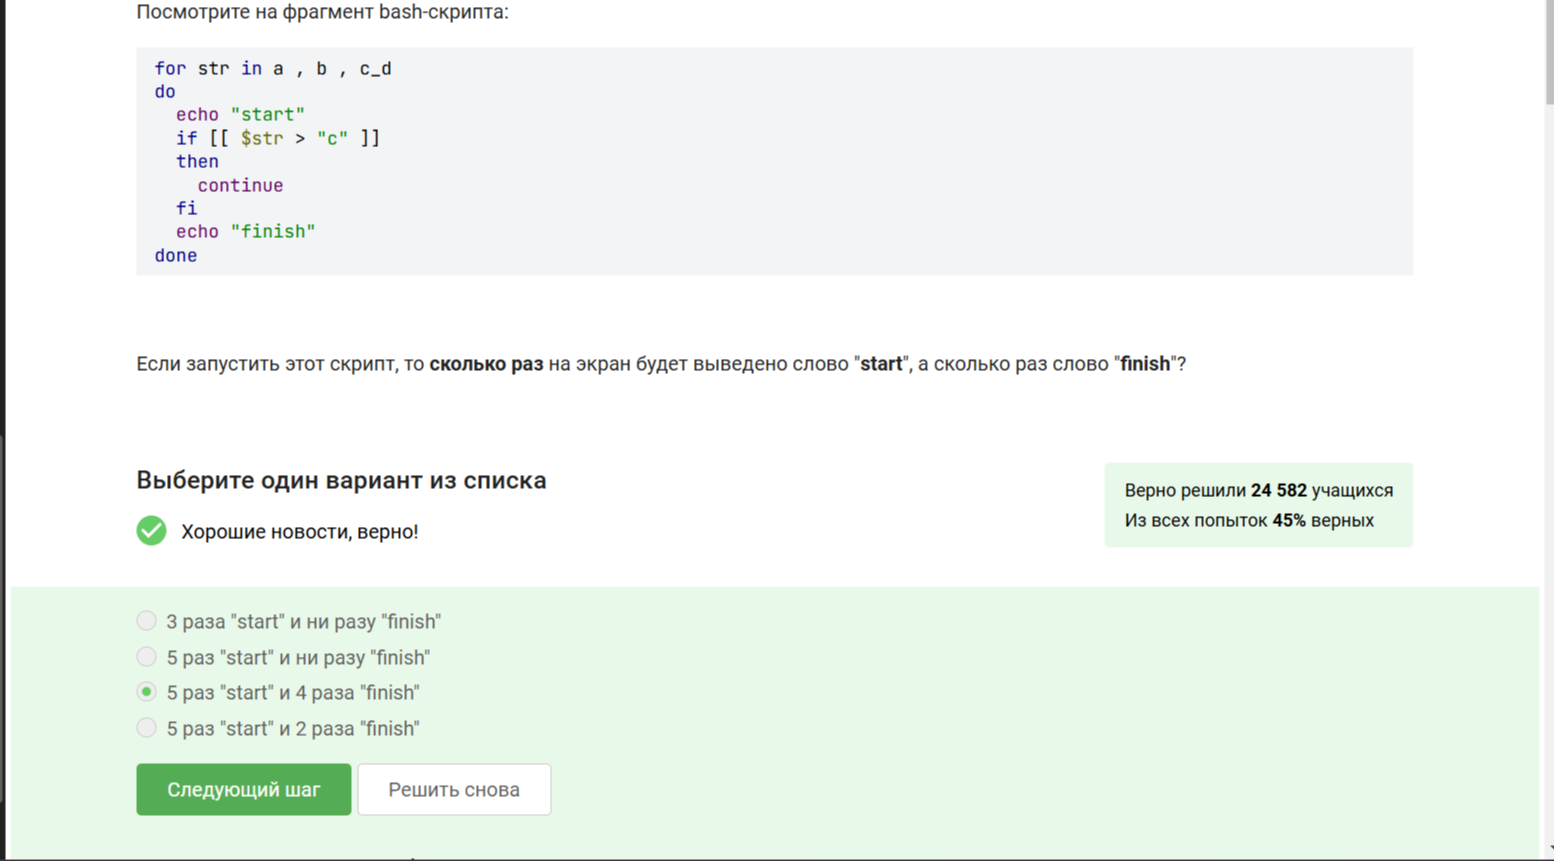 Посмотрите на фрагмент bash-скрипта:
for str in a , b , c_d
do
  echo "start"
  if [[ $str > "c" ]]
  then
    continue
  fi
  echo "finish"
done
Если запустить этот скрипт, то сколько раз на экран будет выведено слово "start", а сколько раз слово "finish"?
Выберите один вариант из списка
Хорошие новости, верно!
Верно решили 24 582 учащихся
Из всех попыток 45% верных
3 раза "start" и ни разу "finish"
5 раз "start" и ни разу "finish"
5 раз "start" и 4 раза "finish"
5 раз "start" и 2 раза "finish"
Следующий шаг
Решить снова